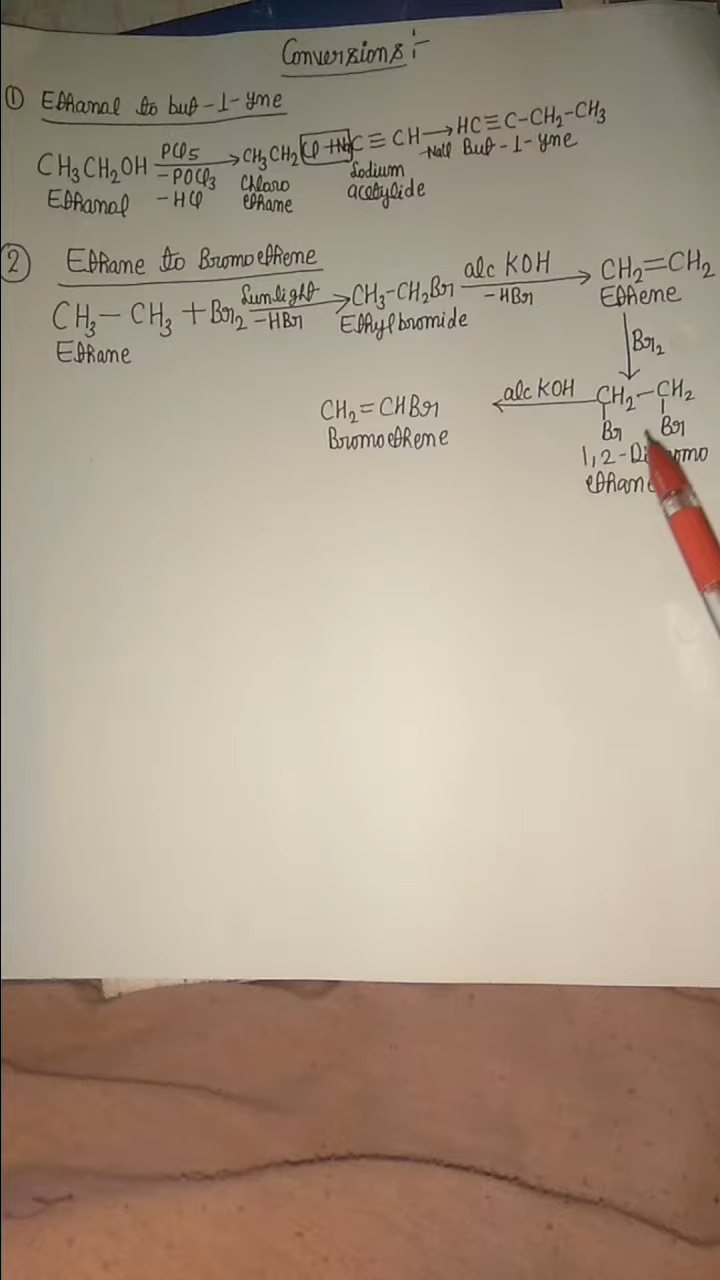 Conversions :-
① Ethanol to but-1-yne
CH3CH2OH PCl5 -POCl3 -HCl → CH3CH2Cl + NaC≡CH → -NaCl HC≡C-CH2-CH3
Ethanol Chloro ethane Sodium acetylide But-1-yne
② Ethane to Bromoethene
CH3-CH3 + Br2 Sunlight -HBr → CH3-CH2Br alc KOH -HBr → CH2=CH2
Ethane Ethylbromide Ethene
Br2
CH2=CHBr ← alc KOH CH2-CH2
Br Br
Bromoethene 1,2-Dibromo
ethane